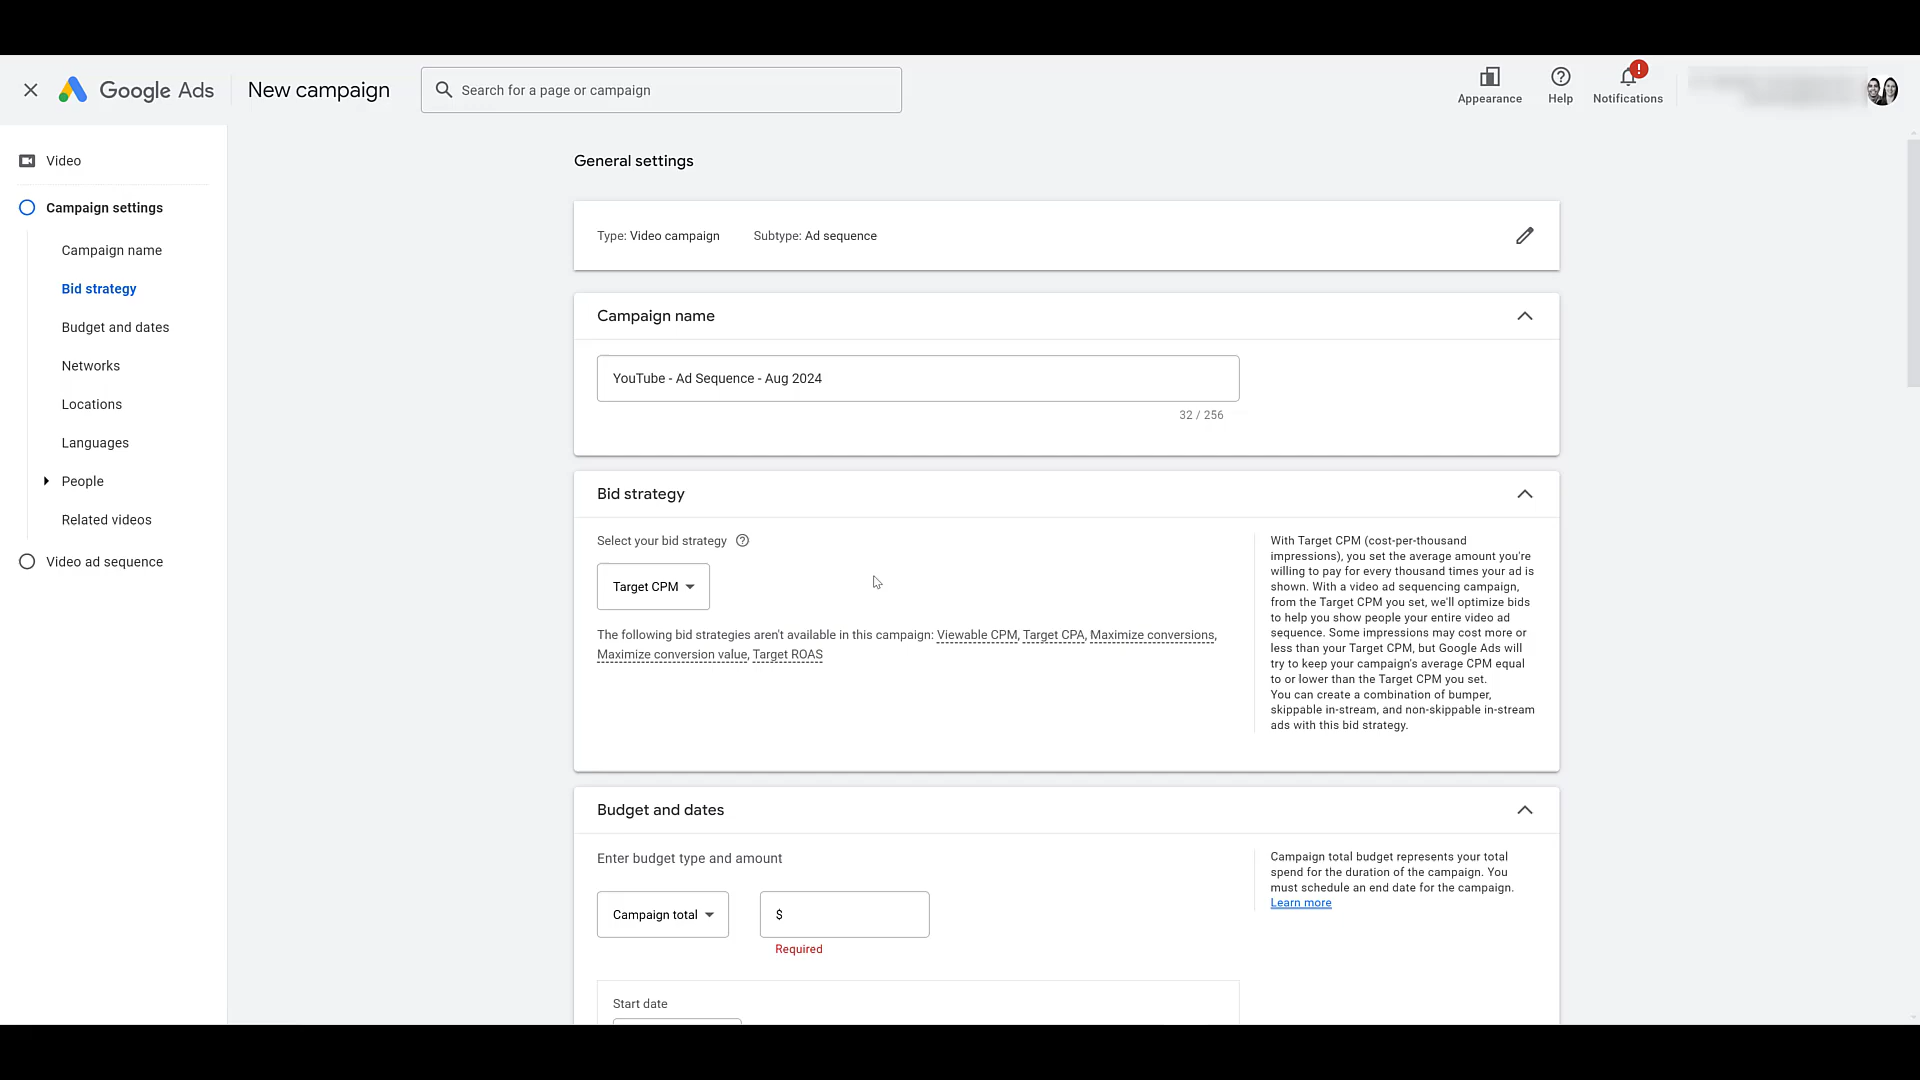 Google Ads
New campaign
Search for a page or campaign
Appearance
Help
!
Notifications
Video
Campaign settings
Campaign name
Bid strategy
Budget and dates
Networks
Locations
Languages
People
Related videos
Video ad sequence
General settings
Type: Video campaign
Subtype: Ad sequence
Campaign name
YouTube - Ad Sequence - Aug 2024
32 / 256
Bid strategy
Select your bid strategy
Target CPM
The following bid strategies aren't available in this campaign: Viewable CPM, Target CPA, Maximize conversions,
Maximize conversion value, Target ROAS
With Target CPM (cost-per-thousand
impressions), you set the average amount you're
willing to pay for every thousand times your ad is
shown. With a video ad sequencing campaign,
from the Target CPM you set, we'll optimize bids
to help you show people your entire video ad
sequence. Some impressions may cost more or
less than your Target CPM, but Google Ads will
try to keep your campaign's average CPM equal
to or lower than the Target CPM you set.
You can create a combination of bumper,
skippable in-stream, and non-skippable in-stream
ads with this bid strategy.
Budget and dates
Enter budget type and amount
Campaign total
$
Required
Campaign total budget represents your total
spend for the duration of the campaign. You
must schedule an end date for the campaign.
Learn more
Start date